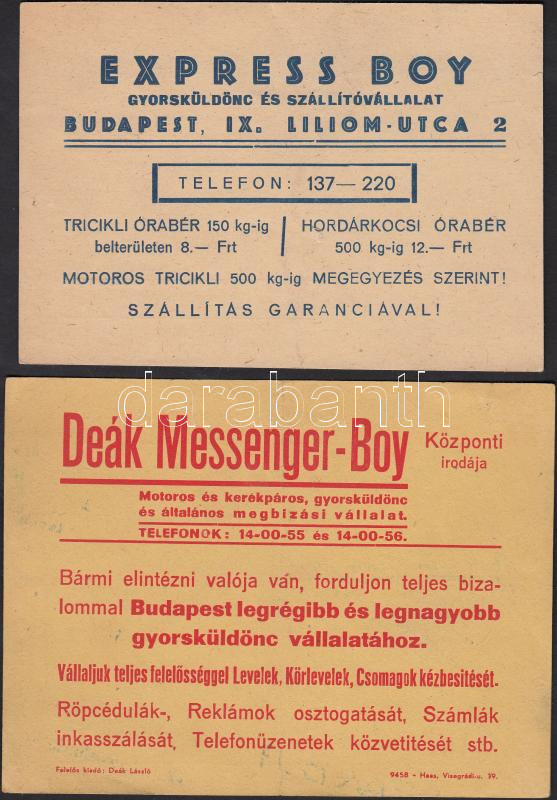 EXPRESS BOY
GYORSKÜLDÖNC ÉS SZÁLLÍTÓVÁLLALAT
BUDAPEST, IX. LILIOM-UTCA 2
TELEFON: 137—220
TRICIKLI ÓRABÉR 150 kg-ig
belterületen 8.— Frt
HORDÁRKOCSI ÓRABÉR
500 kg-ig 12.— Frt
MOTOROS TRICIKLI 500 kg-ig MEGEGYEZÉS SZERINT!
SZÁLLÍTÁS GARANCIÁVAL!
darabanth
Deák Messenger-Boy
Központi
irodája
Motoros és kerékpáros, gyorsküldönc
és általános megbizási vállalat.
TELEFONOK: 14-00-55 és 14-00-56.
Bármi elintézni valója van, forduljon teljes biza-
lommal Budapest legrégibb és legnagyobb
gyorsküldönc vállalatához.
Vállaljuk teljes felelősséggel Levelek, Körlevelek, Csomagok kézbesitését.
Röpcédulák-, Reklámok osztogatását, Számlák
inkasszálását, Telefonüzenetek közvetitését stb.
Felelős kiadó: Deák László
9458 - Haas, Visegrádi-u. 39.